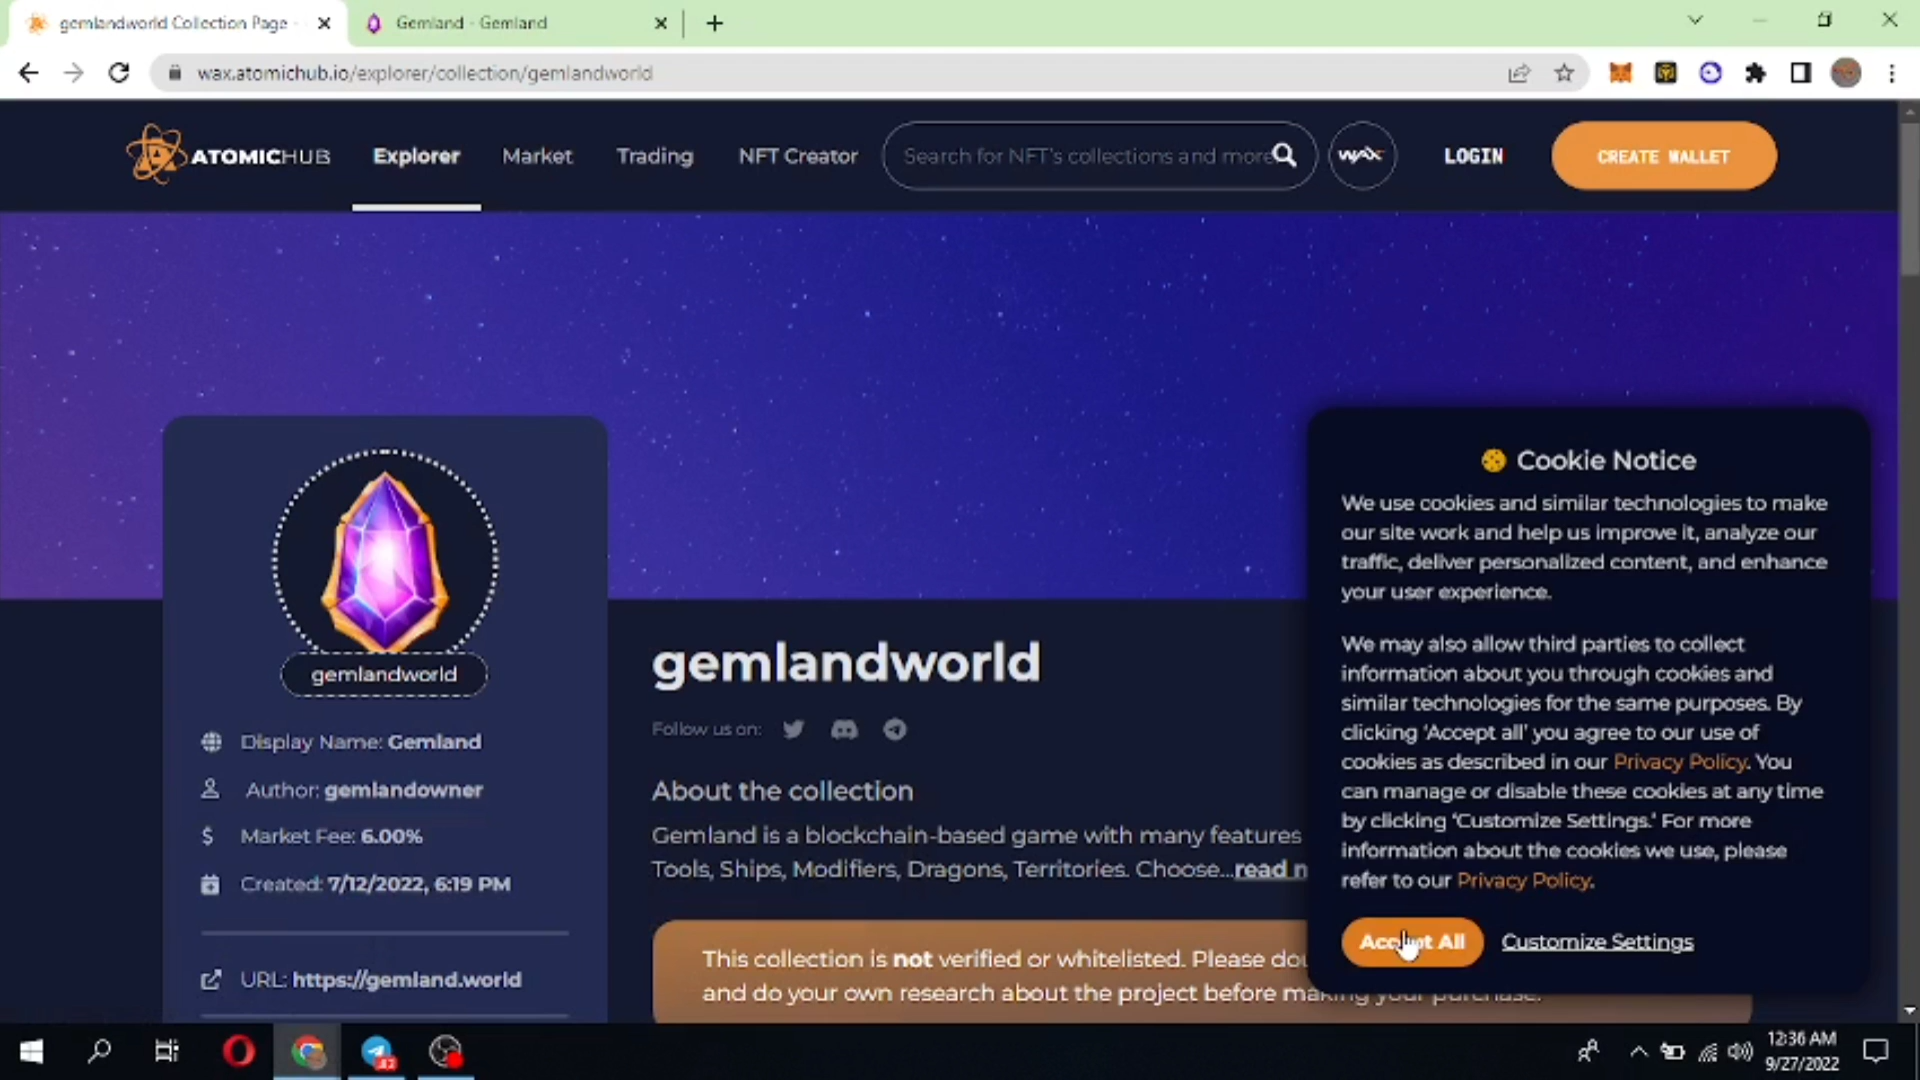 gemlandworld Collection Page -
Gemland - Gemland
wax.atomichub.io/explorer/collection/gemlandworld
ATOMICHUB
Explorer
Market
Trading
NFT Creator
Search for NFT's collections and more
WAX
LOGIN
CREATE WALLET
gemlandworld
Display Name: Gemland
Author: gemlandowner
Market Fee: 6.00%
Created: 7/12/2022, 6:19 PM
URL: https://gemland.world
gemlandworld
Follow us on:
About the collection
Gemland is a blockchain-based game with many features
Tools, Ships, Modifiers, Dragons, Territories. Choose...read
This collection is not verified or whitelisted. Please
and do your own research about the project before making your purchase.
Cookie Notice
We use cookies and similar technologies to make
our site work and help us improve it, analyze our
traffic, deliver personalized content, and enhance
your user experience.
We may also allow third parties to collect
information about you through cookies and
similar technologies for the same purposes. By
clicking 'Accept all' you agree to our use of
cookies as described in our Privacy Policy. You
can manage or disable these cookies at any time
by clicking 'Customize Settings.' For more
information about the cookies we use, please
refer to our Privacy Policy.
Accept All
Customize Settings
12:36 AM
9/27/2022